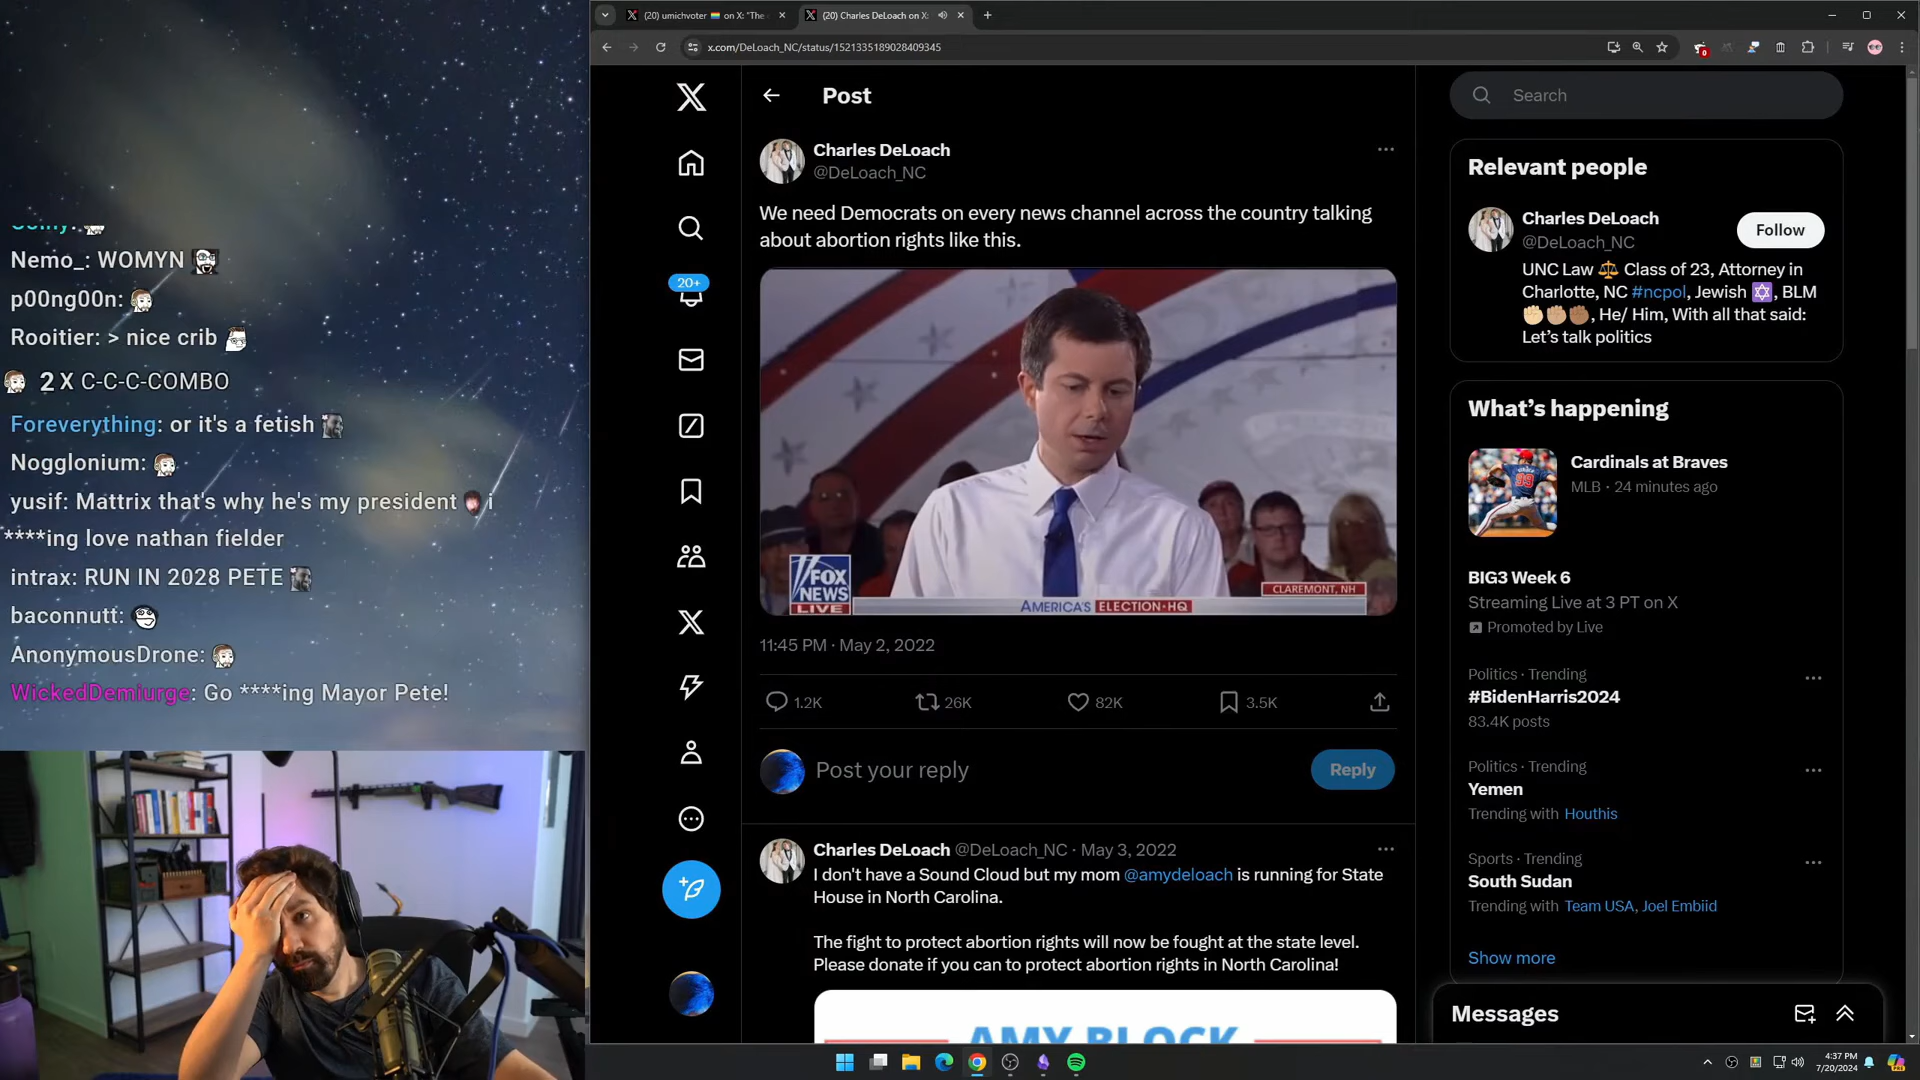 Nemo_: WOMYN
p00ng00n:
Rooitier: > nice crib
2 X C-C-C-COMBO
Foreverything: or it's a fetish
Nogglonium:
yusif: Mattrix that's why he's my president i
****ing love nathan fielder
intrax: RUN IN 2028 PETE
baconnutt:
AnonymousDrone:
WickedDemiurge: Go ****ing Mayor Pete!
(20) umichvoter on X: "The
(20) Charles DeLoach on X:
x.com/DeLoach_NC/status/1521335189028409345
0
20+
Post
Charles DeLoach
@DeLoach_NC
We need Democrats on every news channel across the country talking
about abortion rights like this.
FOX
NEWS
LIVE
CLAREMONT, NH
AMERICA'S ELECTION HQ
11:45 PM · May 2, 2022
1.2K
26K
82K
3.5K
Post your reply
Reply
Charles DeLoach @DeLoach_NC · May 3, 2022
I don't have a Sound Cloud but my mom @amydeloach is running for State
House in North Carolina.
The fight to protect abortion rights will now be fought at the state level.
Please donate if you can to protect abortion rights in North Carolina!
AMY BLOCK
Search
Relevant people
Charles DeLoach
@DeLoach_NC
Follow
UNC Law Class of 23, Attorney in
Charlotte, NC #ncpol, Jewish, BLM
, He/ Him, With all that said:
Let's talk politics
What's happening
Cardinals at Braves
MLB · 24 minutes ago
BIG3 Week 6
Streaming Live at 3 PT on X
Promoted by Live
Politics · Trending
#BidenHarris2024
83.4K posts
Politics · Trending
Yemen
Trending with Houthis
Sports · Trending
South Sudan
Trending with Team USA, Joel Embiid
Show more
Messages
4:37 PM
7/20/2024